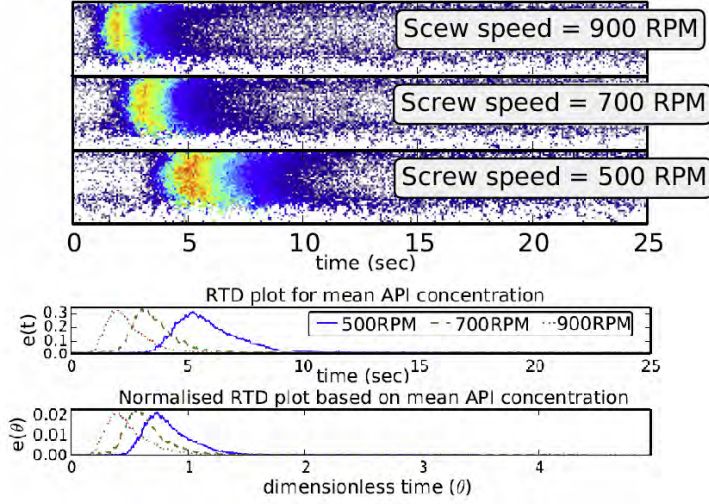 Scew speed = 900 RPM
Screw speed = 700 RPM
Screw speed = 500 RPM
0 5 10 15 20 25
time (sec)
RTD plot for mean API concentration
e(t)
0.3
0.2
0.1
0.0
500RPM 700RPM 900RPM
0 5 10 15 20 25
time (sec)
Normalised RTD plot based on mean API concentration
e(θ)
0.02
0.01
0.00
0 1 2 3 4
dimensionless time (θ)